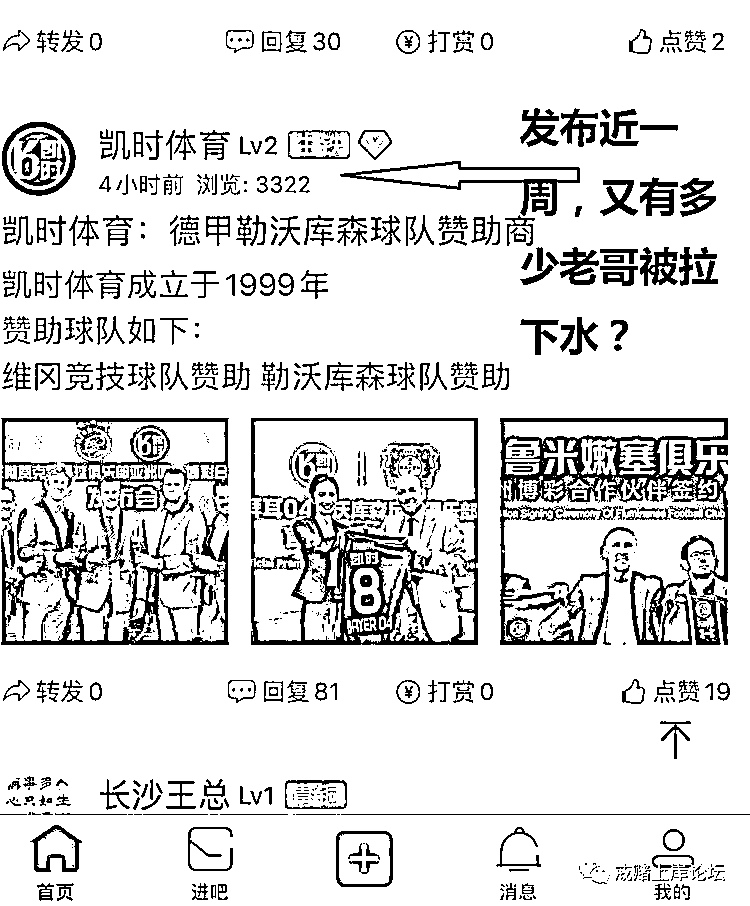 转发 0 回复 30 打赏 0 点赞 2
凯时体育 Lv2
4小时前 浏览: 3322
发布近一
周，又有多
少老哥被拉
下水？
凯时体育：德甲勒沃库森球队赞助商
凯时体育成立于1999年
赞助球队如下：
维冈竞技球队赞助 勒沃库森球队赞助
发布会
凯时
8
鲁米嫩塞俱乐
博彩合作伙伴签约
转发 0 回复 81 打赏 0 点赞 19
长沙王总 Lv1
首页 进吧 消息 我的
戒赌上岸论坛